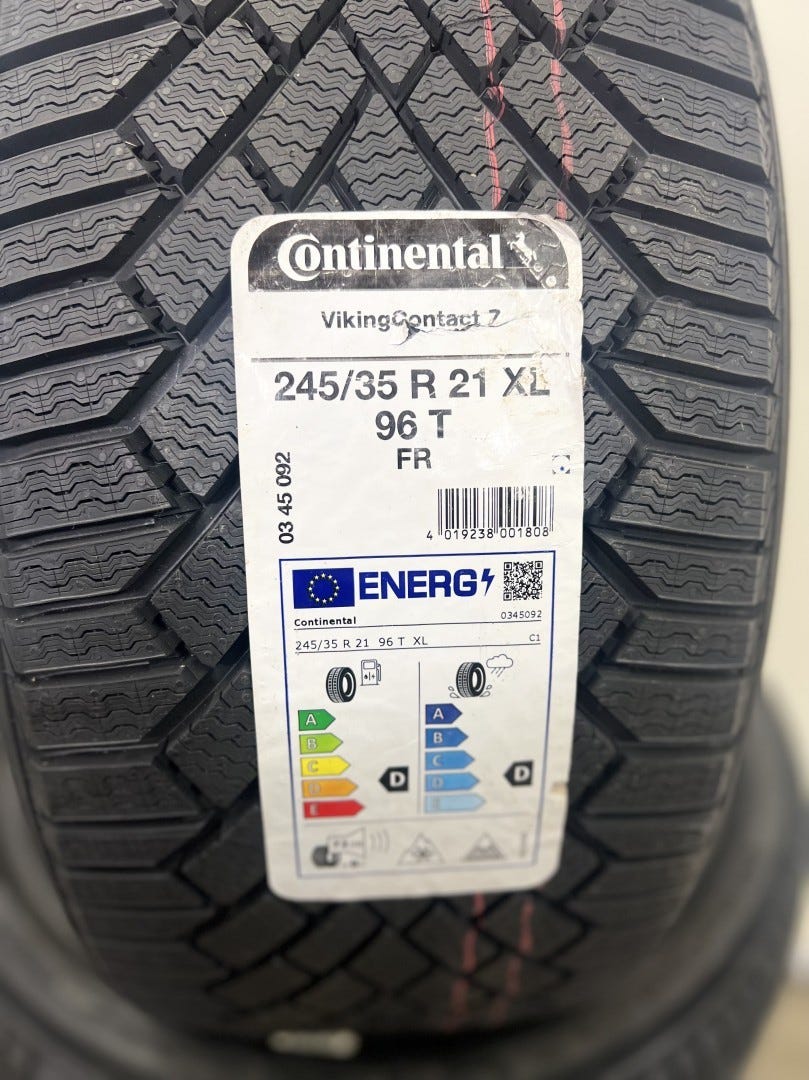 Continental
VikingContact 7
245/35 R 21 XL
96 T
FR
03 45 092
4 019238 001808
ENERG
Continental
0345092
245/35 R 21 96 T XL
C1
A
B
C
D
E
D
A
B
C
D
E
D